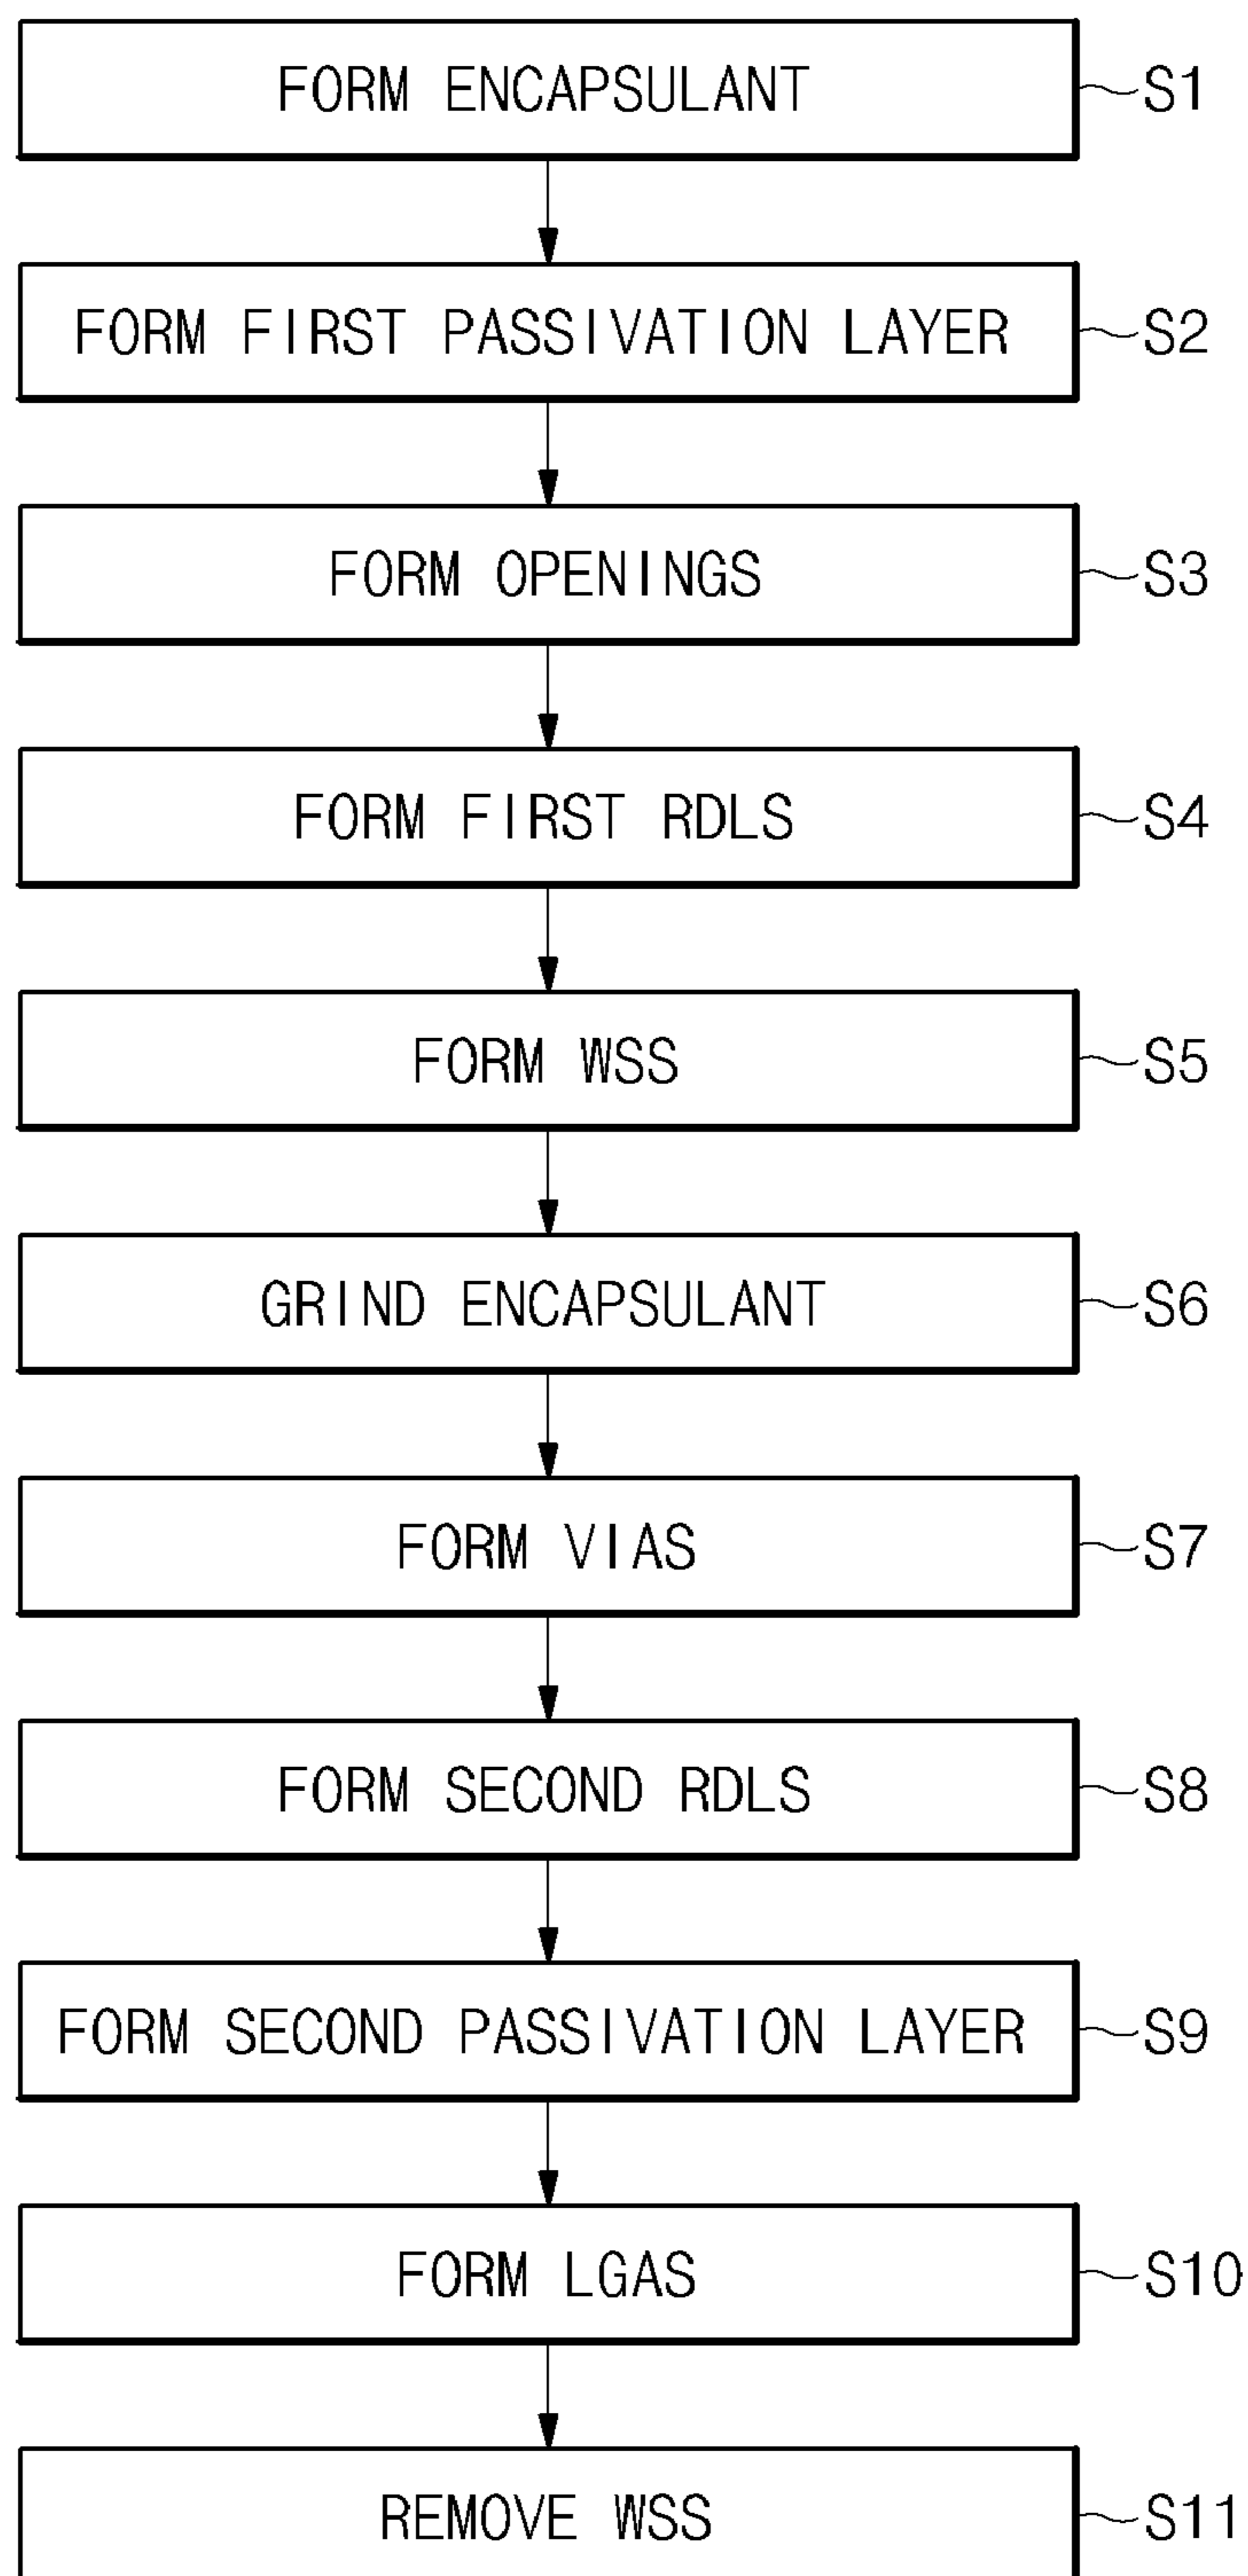 FORM ENCAPSULANT
S1
FORM FIRST PASSIVATION LAYER
S2
FORM OPENINGS
S3
FORM FIRST RDLS
S4
FORM WSS
S5
GRIND ENCAPSULANT
S6
FORM VIAS
S7
FORM SECOND RDLS
S8
FORM SECOND PASSIVATION LAYER
S9
FORM LGAS
S10
REMOVE WSS
S11